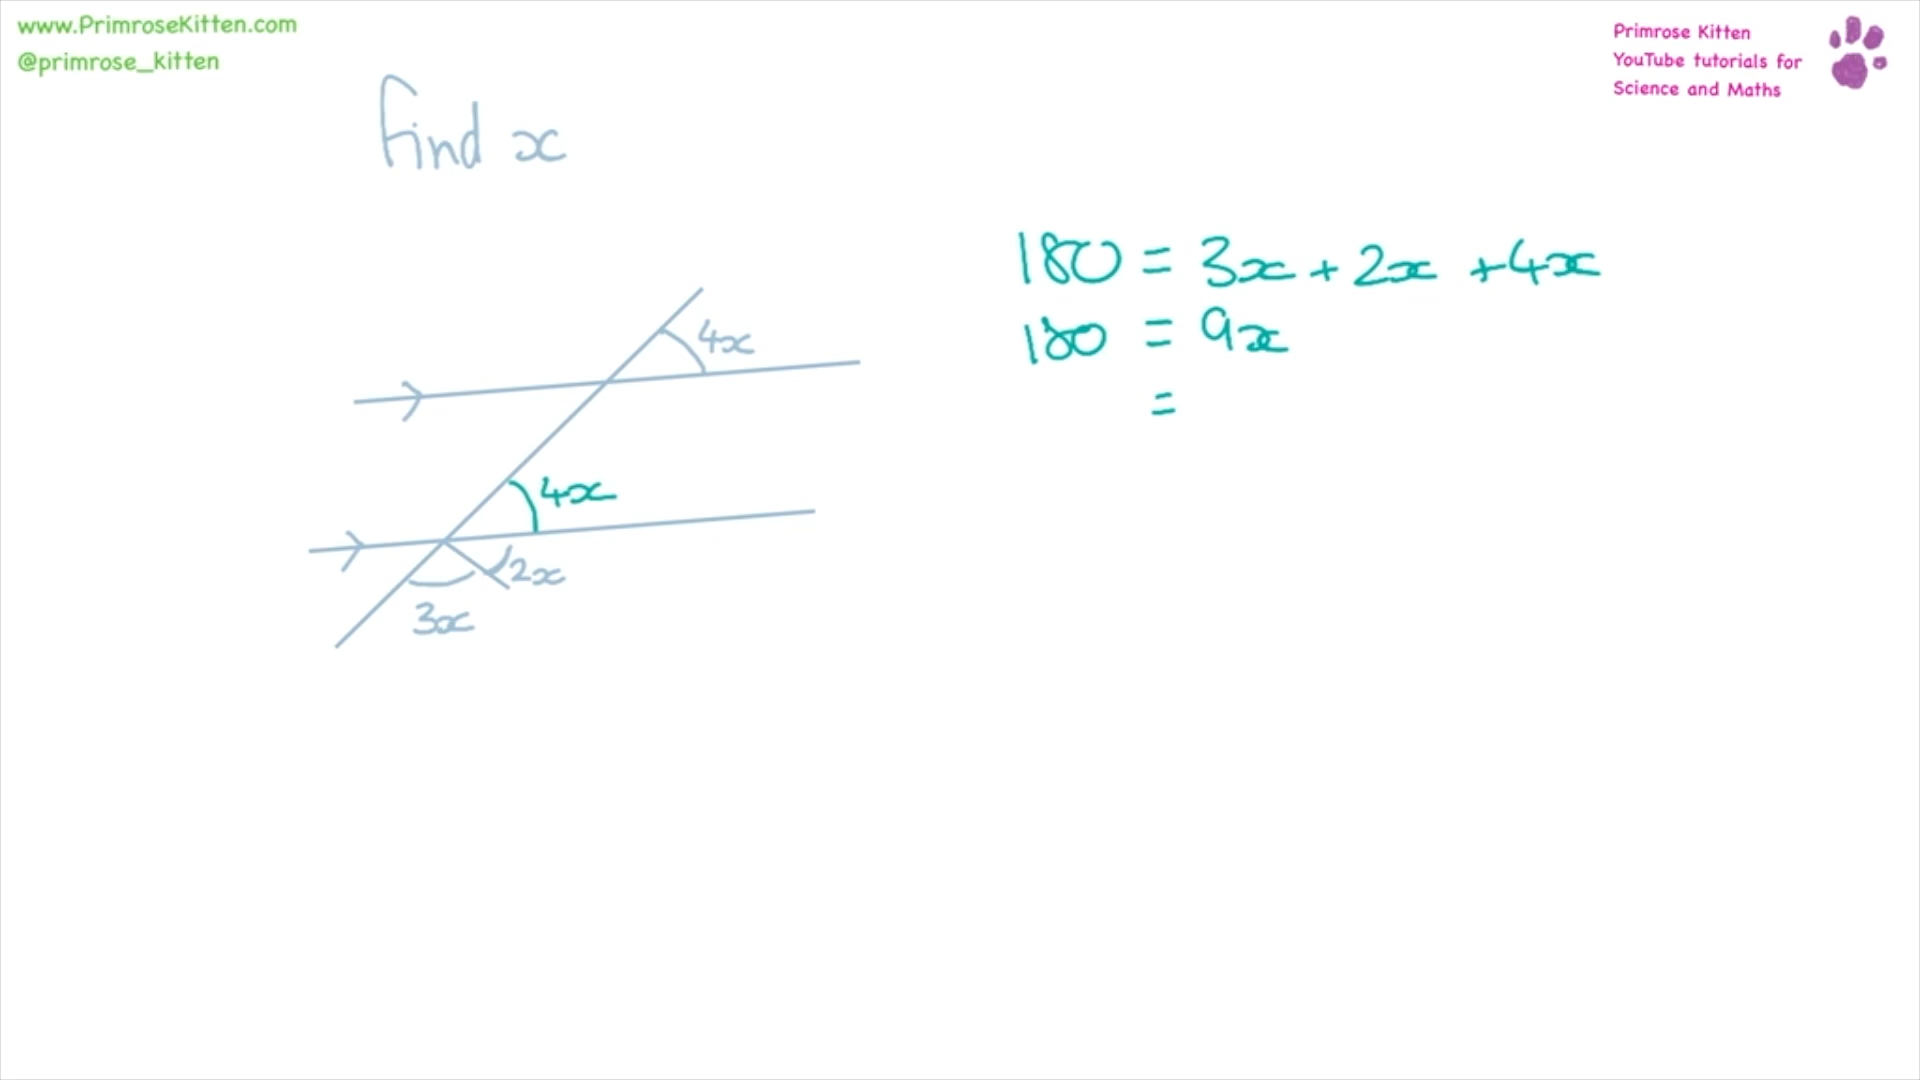 www.PrimroseKitten.com
@primrose_kitten
Primrose Kitten
YouTube tutorials for
Science and Maths
Find x
180 = 3x + 2x + 4x
180 = 9x
=
4x
4x
2x
3x